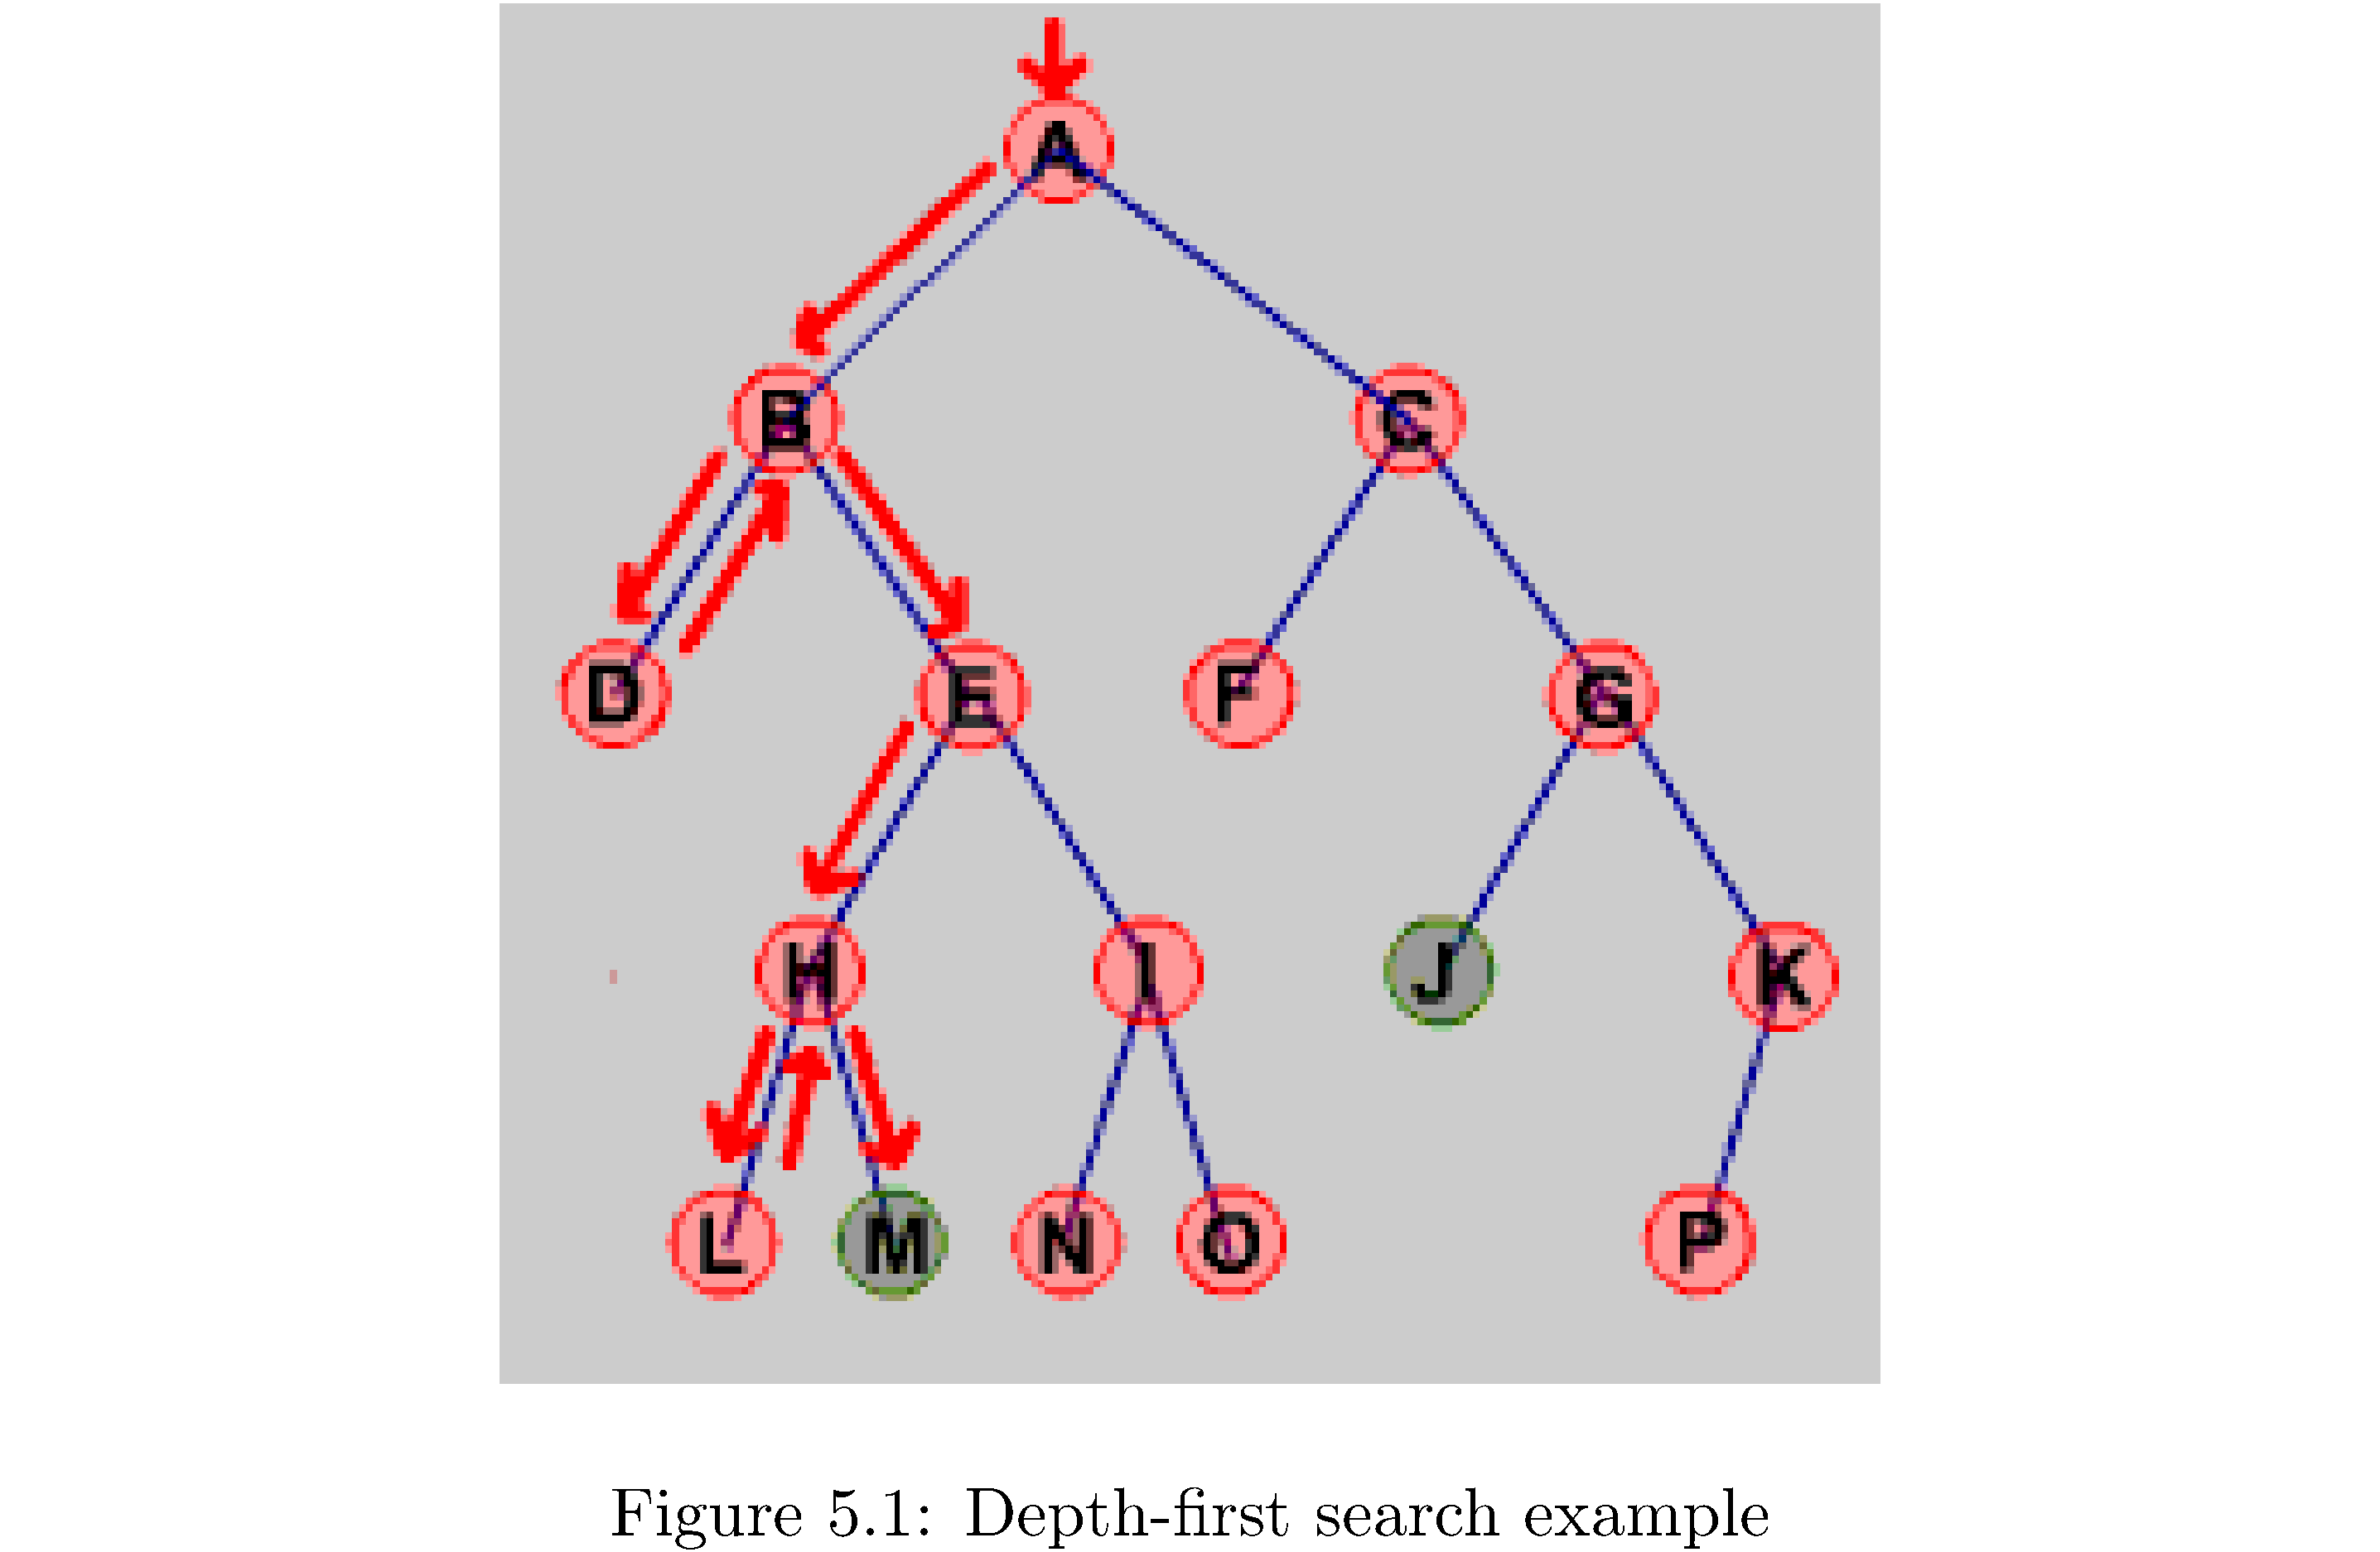 A
B C
D E F G
H I J K
L M N O P
Figure 5.1: Depth-first search example